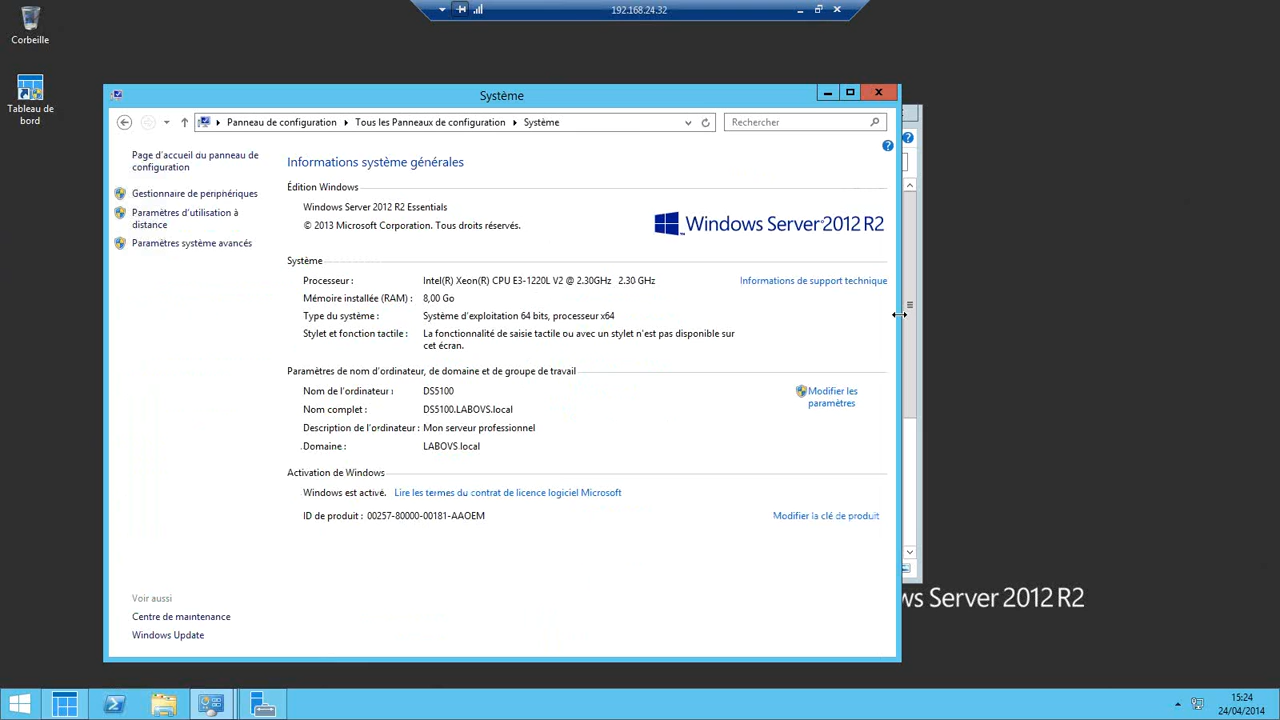 192.168.24.32
Corbeille
Tableau de
bord
Système
Panneau de configuration
Tous les Panneaux de configuration
Système
Rechercher
Page d'accueil du panneau de
configuration
Gestionnaire de périphériques
Paramètres d'utilisation à
distance
Paramètres système avancés
Informations système générales
Édition Windows
Windows Server 2012 R2 Essentials
© 2013 Microsoft Corporation. Tous droits réservés.
Windows Server 2012 R2
Système
Processeur : Intel(R) Xeon(R) CPU E3-1220L V2 @ 2.30GHz 2.30 GHz
Informations de support technique
Mémoire installée (RAM) : 8,00 Go
Type du système : Système d'exploitation 64 bits, processeur x64
Stylet et fonction tactile : La fonctionnalité de saisie tactile ou avec un stylet n'est pas disponible sur
cet écran.
Paramètres de nom d'ordinateur, de domaine et de groupe de travail
Nom de l'ordinateur : DS5100
Modifier les
paramètres
Nom complet : DS5100.LABOVS.local
Description de l'ordinateur : Mon serveur professionnel
Domaine : LABOVS.local
Activation de Windows
Windows est activé. Lire les termes du contrat de licence logiciel Microsoft
ID de produit : 00257-80000-00181-AAOEM
Modifier la clé de produit
Voir aussi
Centre de maintenance
Windows Update
ws Server 2012 R2
15:24
24/04/2014